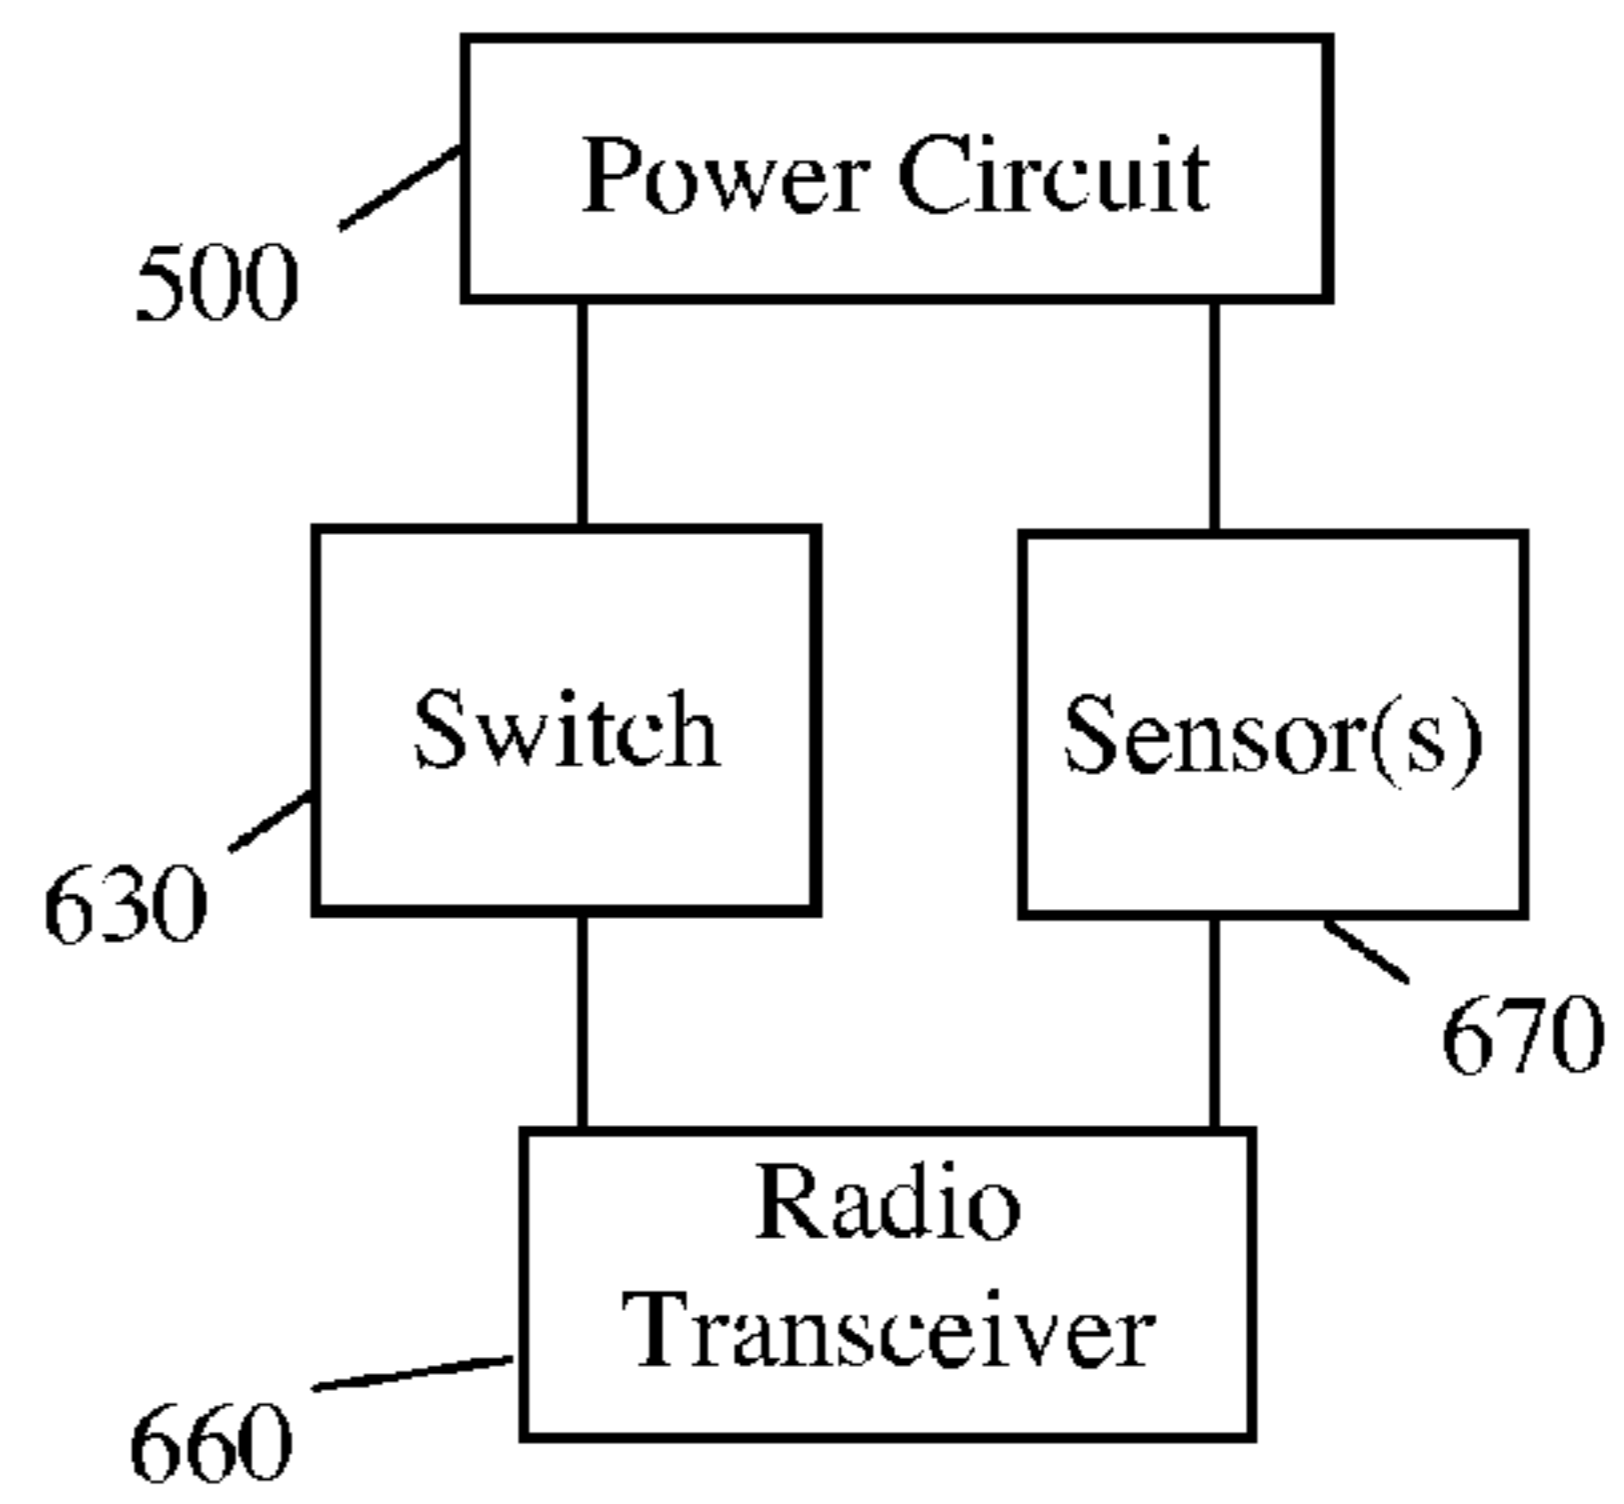 Power Circuit
500
Switch
Sensor(s)
630
670
Radio
Transceiver
660